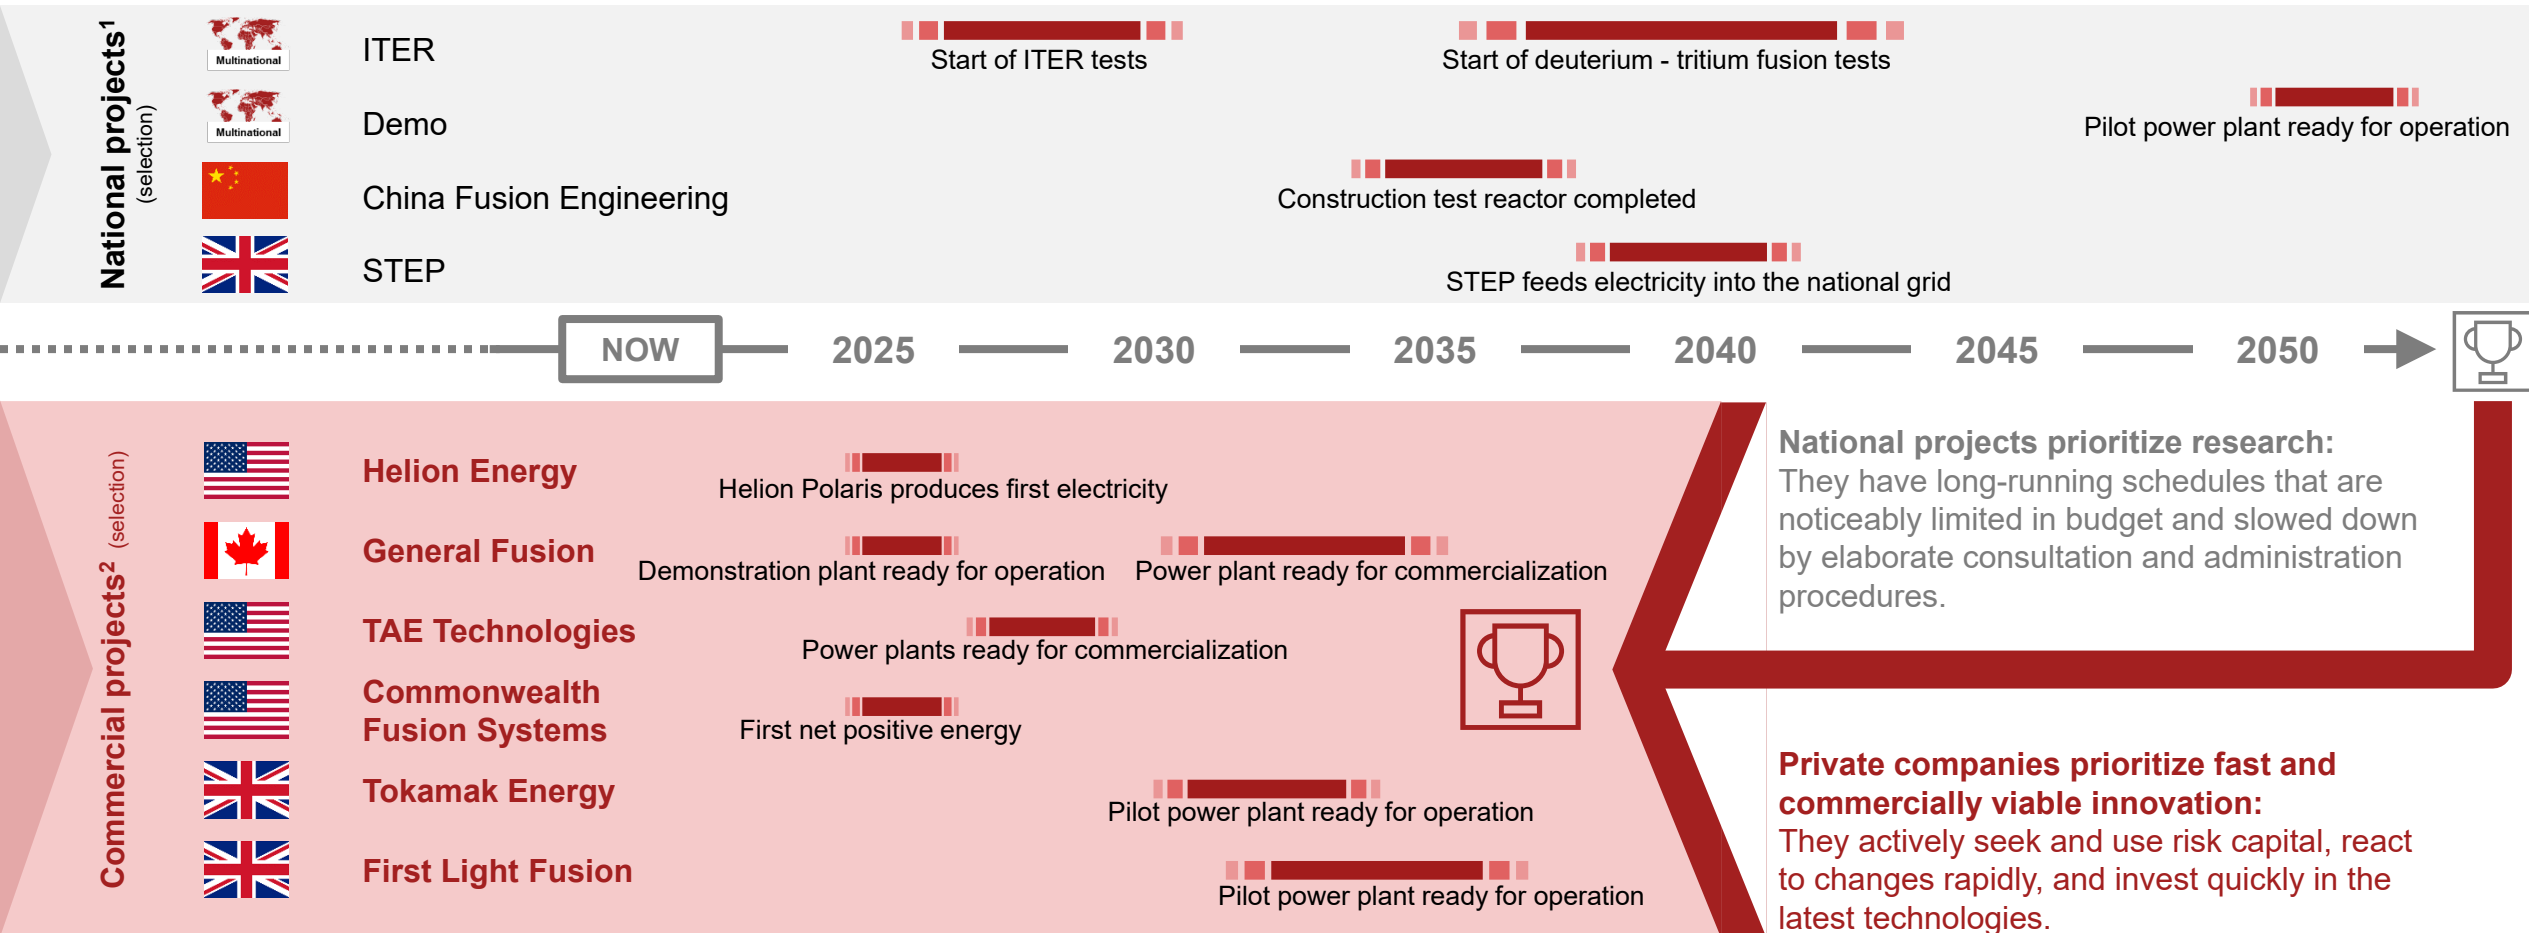 National projects¹
(selection)
Multinational
ITER
Start of ITER tests
Start of deuterium - tritium fusion tests
Multinational
Demo
Pilot power plant ready for operation
China Fusion Engineering
Construction test reactor completed
STEP
STEP feeds electricity into the national grid
NOW
2025
2030
2035
2040
2045
2050
Commercial projects² (selection)
Helion Energy
Helion Polaris produces first electricity
General Fusion
Demonstration plant ready for operation
Power plant ready for commercialization
TAE Technologies
Power plants ready for commercialization
Commonwealth
Fusion Systems
First net positive energy
Tokamak Energy
Pilot power plant ready for operation
First Light Fusion
Pilot power plant ready for operation
National projects prioritize research:
They have long-running schedules that are
noticeably limited in budget and slowed down
by elaborate consultation and administration
procedures.
Private companies prioritize fast and
commercially viable innovation:
They actively seek and use risk capital, react
to changes rapidly, and invest quickly in the
latest technologies.